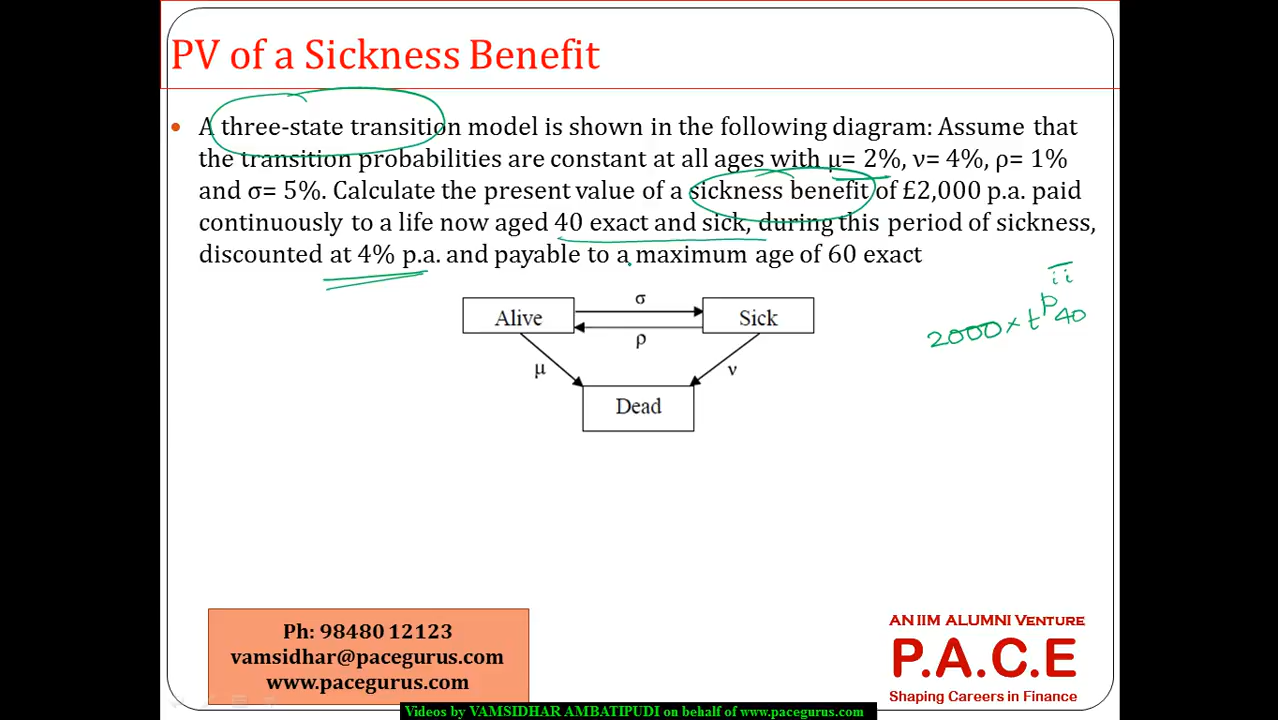 PV of a Sickness Benefit
• A three-state transition model is shown in the following diagram: Assume that
the transition probabilities are constant at all ages with μ= 2%, ν= 4%, ρ= 1%
and σ= 5%. Calculate the present value of a sickness benefit of £2,000 p.a. paid
continuously to a life now aged 40 exact and sick, during this period of sickness,
discounted at 4% p.a. and payable to a maximum age of 60 exact
2000 × t p 40 ii
σ
Alive
Sick
ρ
μ
ν
Dead
Ph: 98480 12123
vamsidhar@pacegurus.com
www.pacegurus.com
AN IIM ALUMNI VENTURE
P.A.C.E
Shaping Careers in Finance
Videos by VAMSIDHAR AMBATIPUDI on behalf of www.pacegurus.com